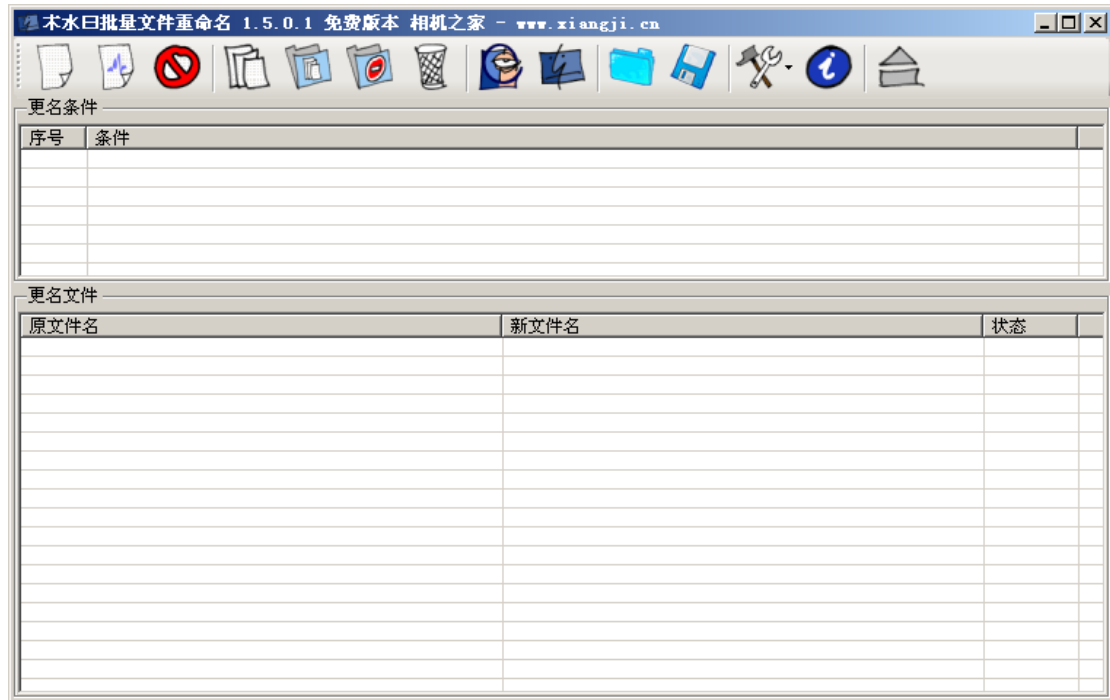 木水日批量文件重命名 1.5.0.1 免费版本 相机之家 - www.xiangji.cn
更名条件
序号 条件
更名文件
原文件名 新文件名 状态